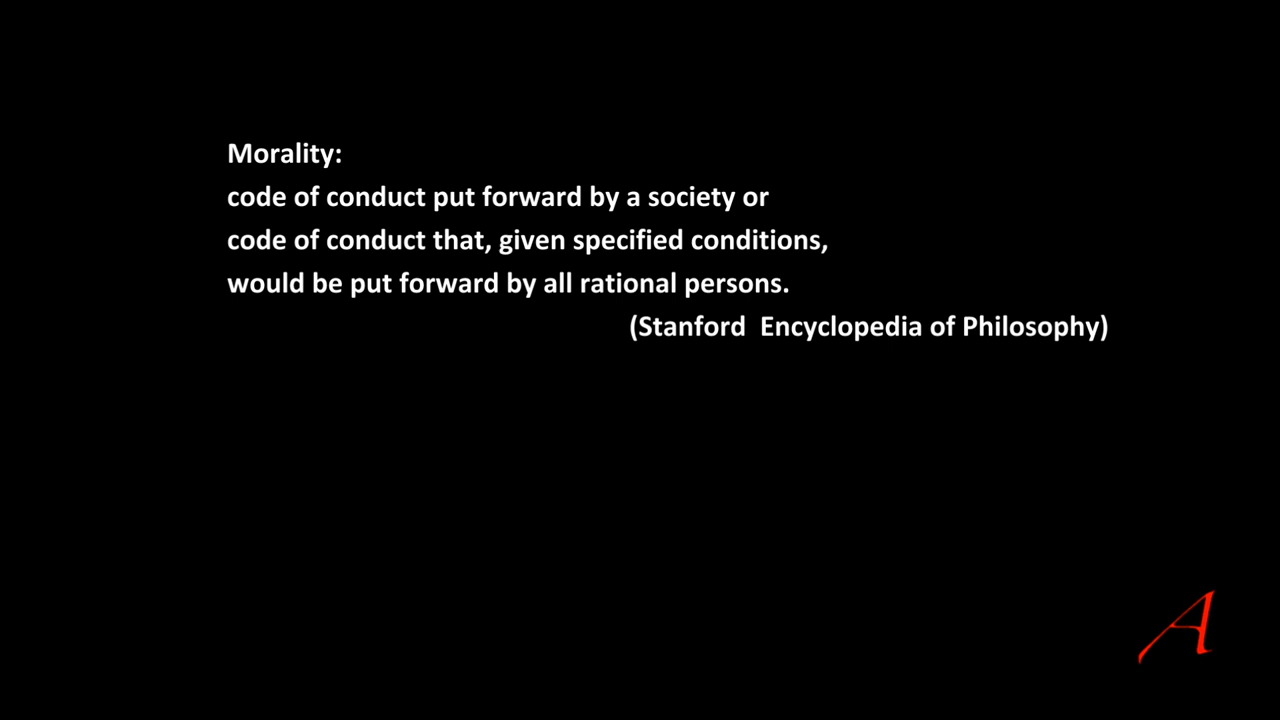 Morality:
code of conduct put forward by a society or
code of conduct that, given specified conditions,
would be put forward by all rational persons.
(Stanford  Encyclopedia of Philosophy)
A